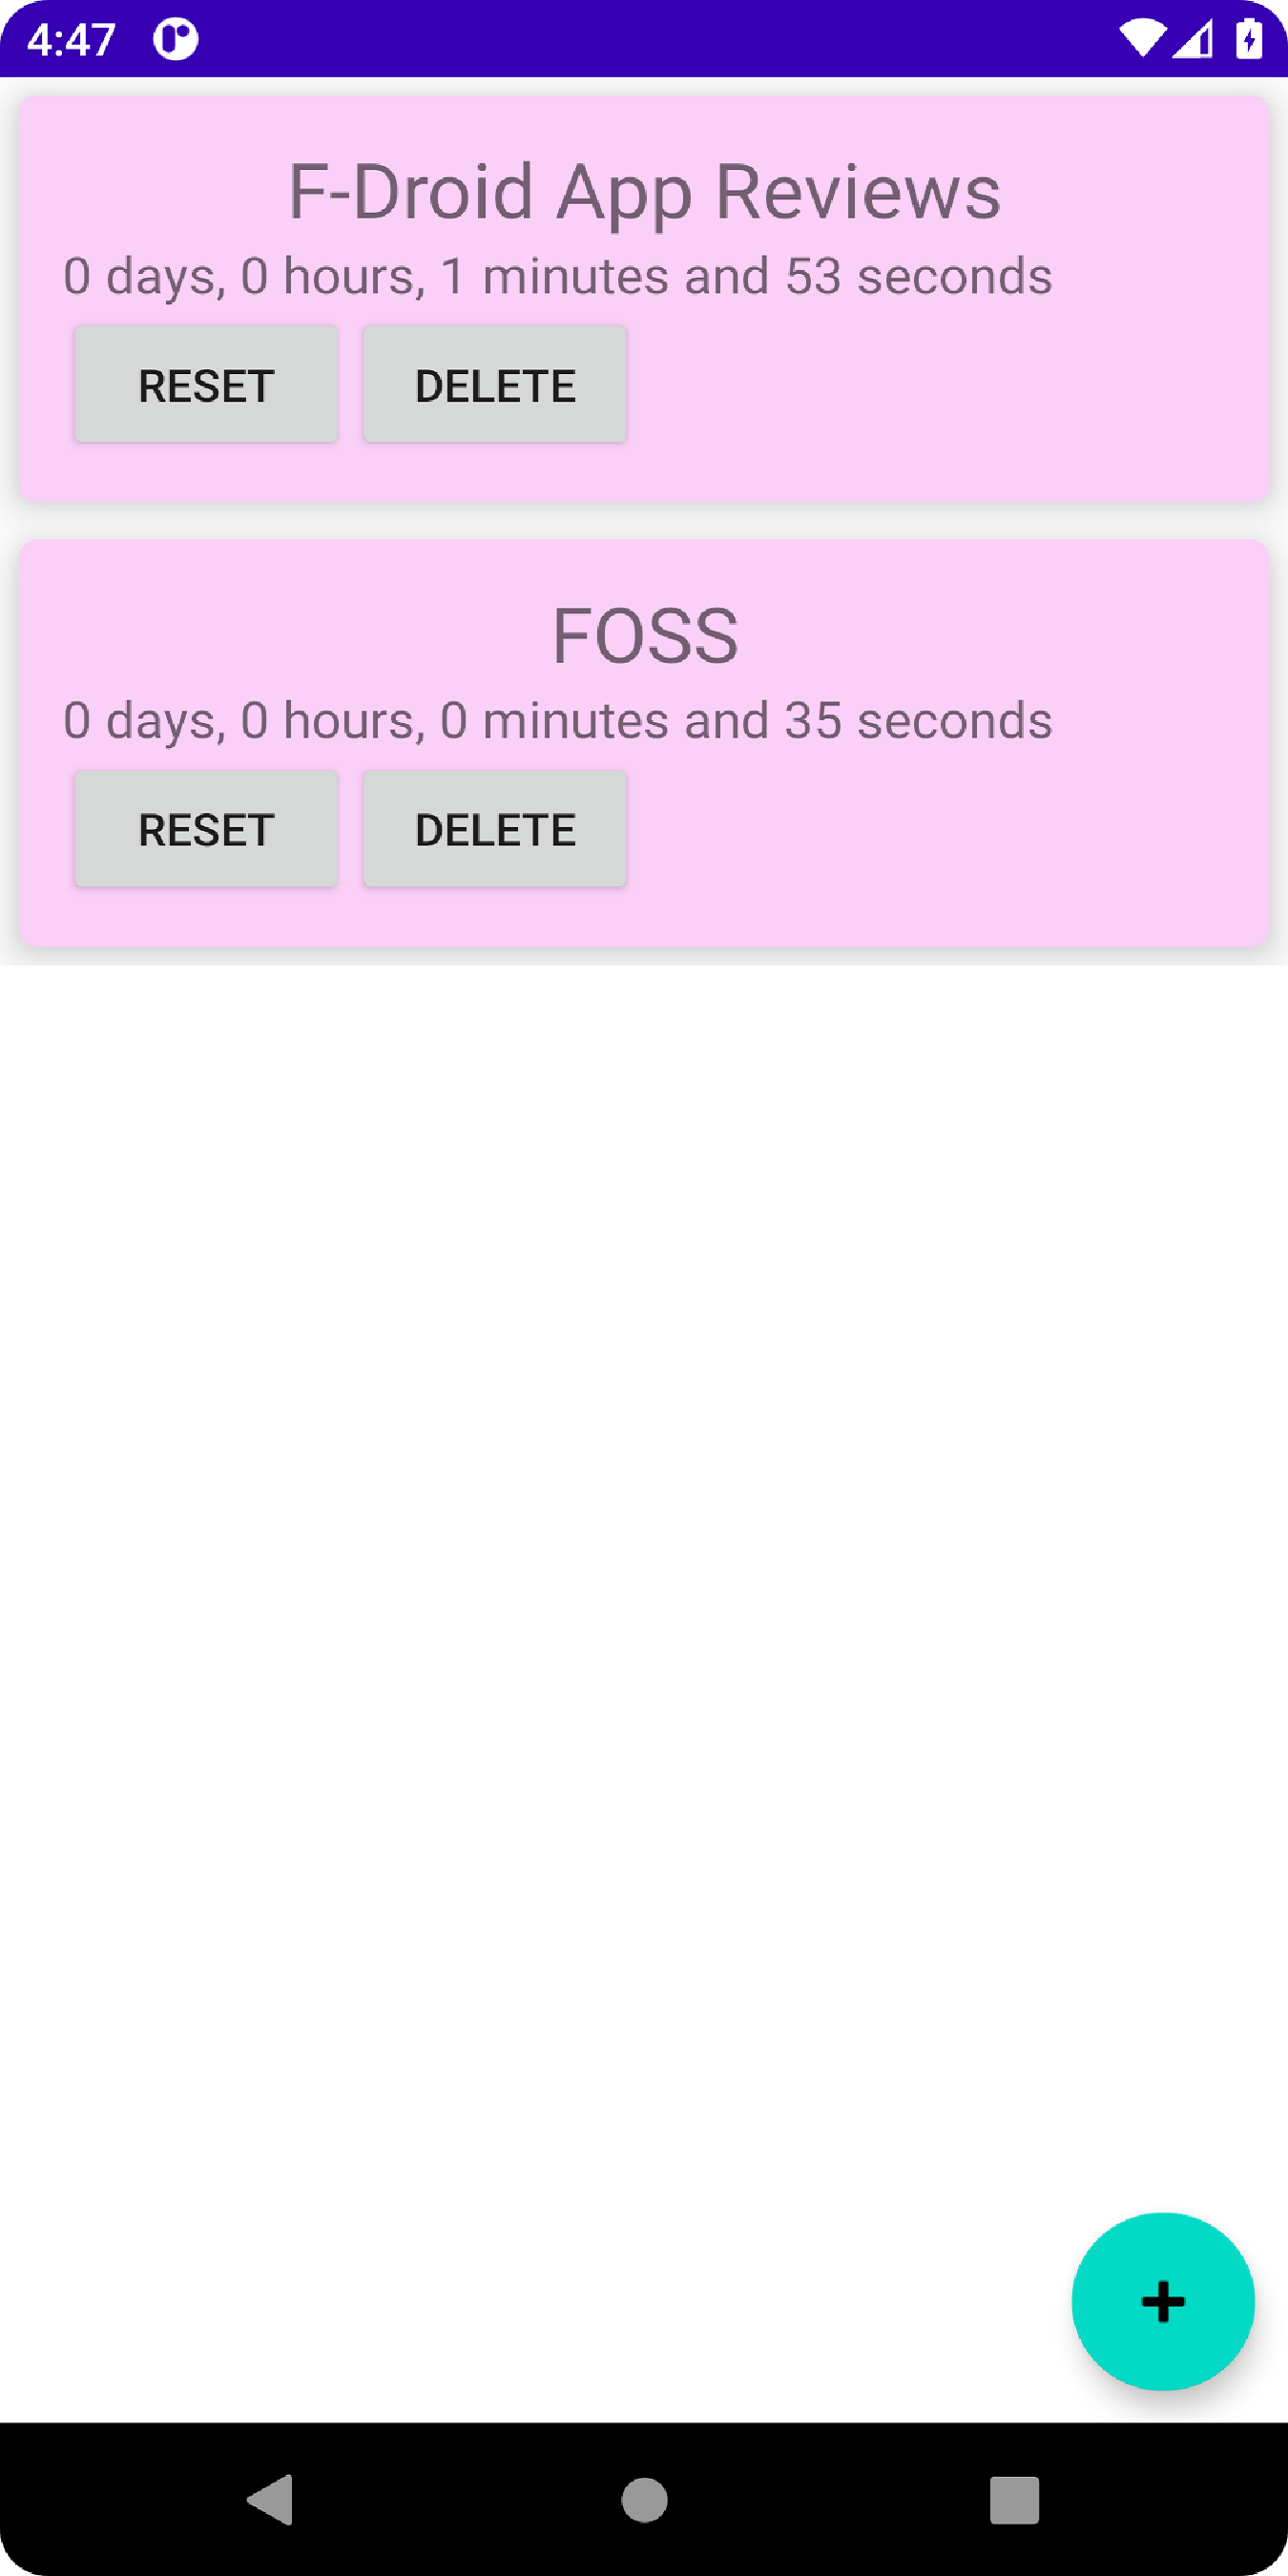 4:47
F-Droid App Reviews
0 days, 0 hours, 1 minutes and 53 seconds
RESET DELETE
FOSS
0 days, 0 hours, 0 minutes and 35 seconds
RESET DELETE